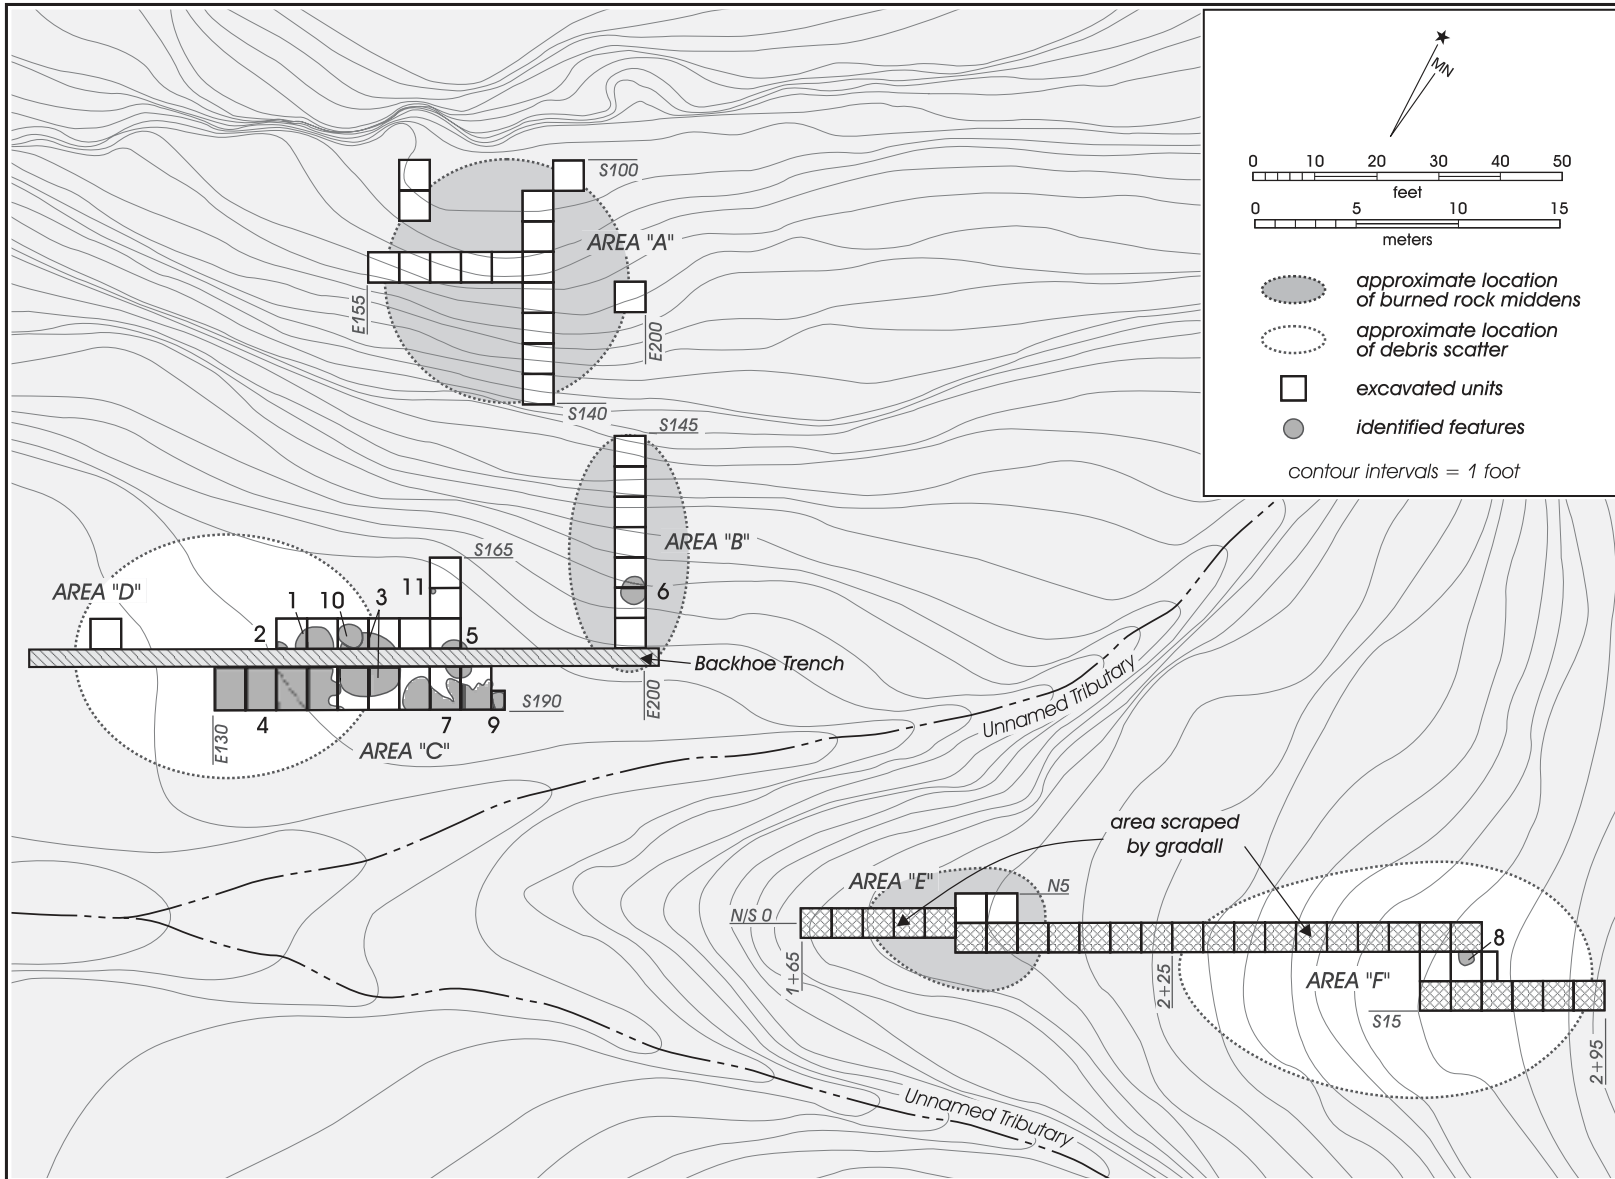 MN
0 10 20 30 40 50
feet
0 5 10 15
meters
approximate location
of burned rock middens
approximate location
of debris scatter
excavated units
identified features
contour intervals = 1 foot
S100
AREA "A"
E155
E200
S140
S145
AREA "B"
6
S165
AREA "D"
11
1 10 3
2
5
Backhoe Trench
E200
S190
4
7
9
E130
AREA "C"
Unnamed Tributary
area scraped
by gradall
AREA "E"
N5
N/S 0
1+65
2+25
8
AREA "F"
S15
2+95
Unnamed Tributary